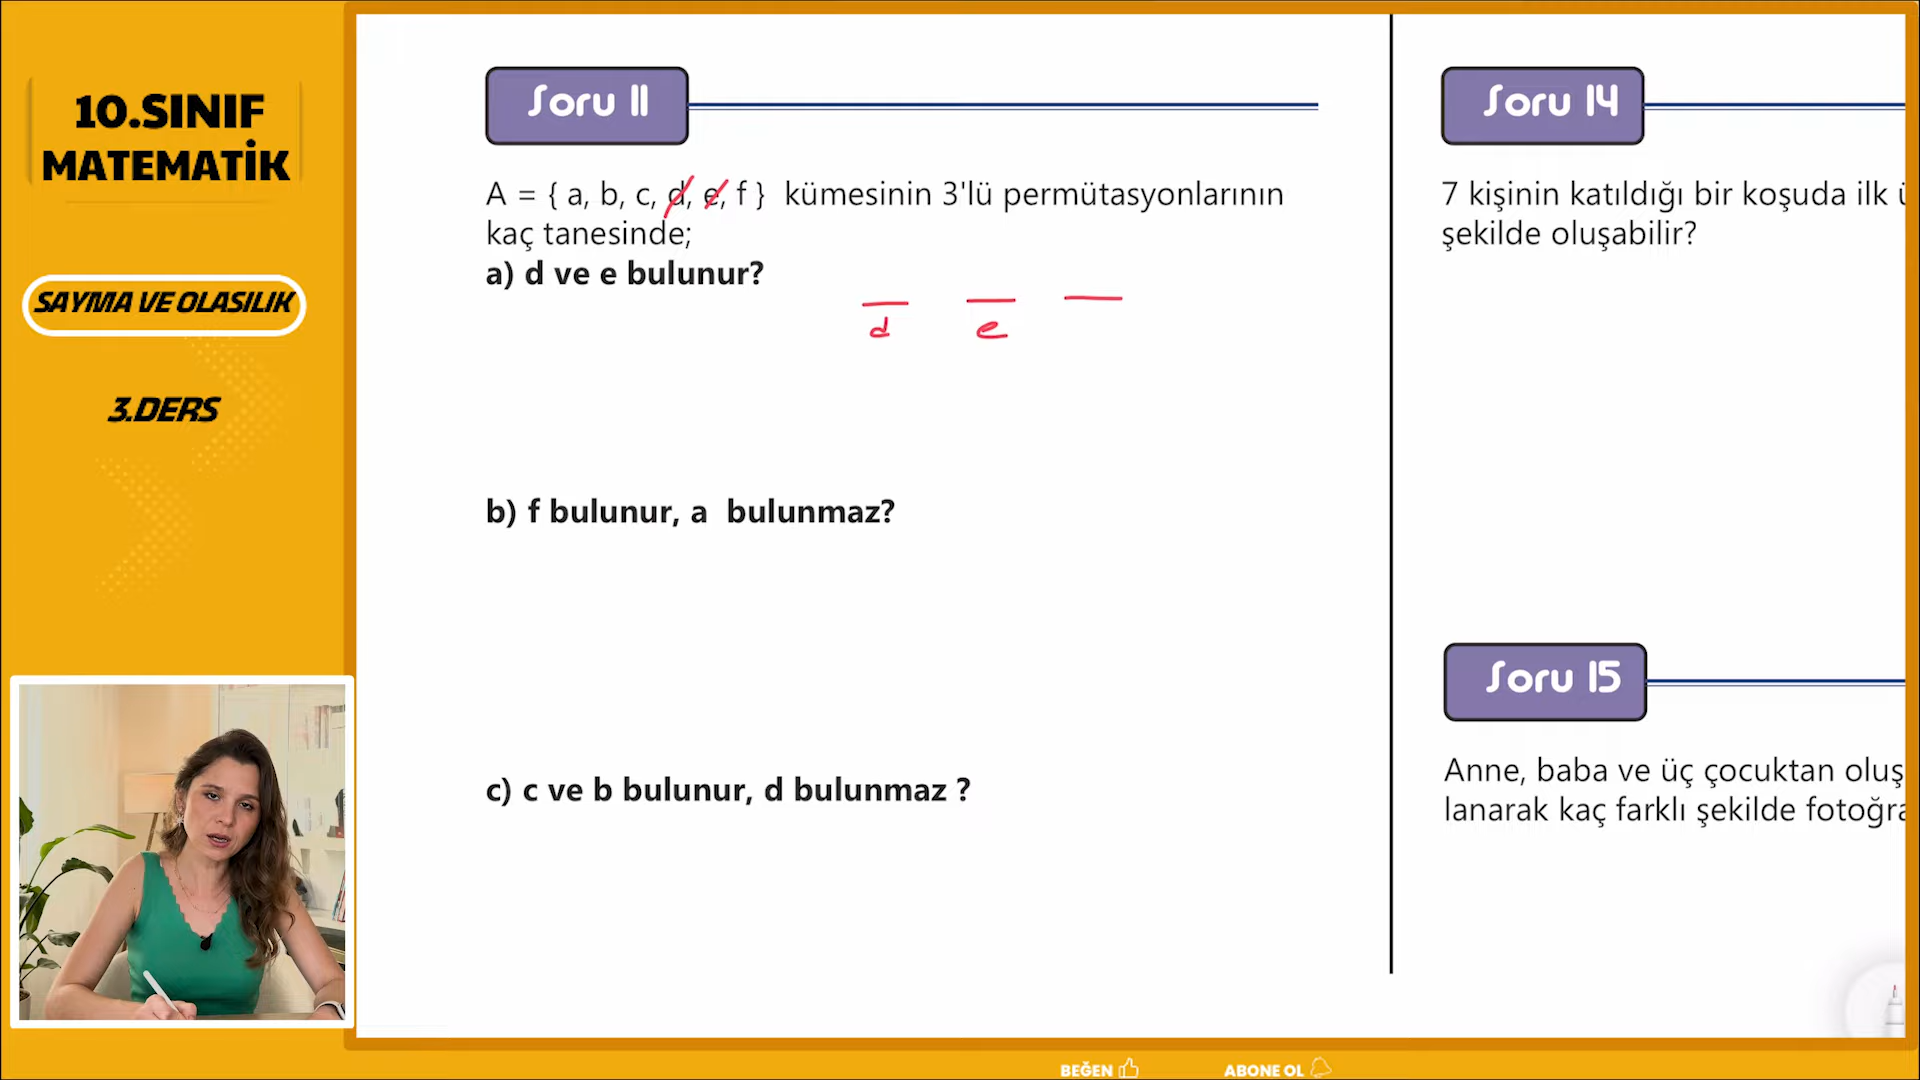 10.SINIF
MATEMATİK
SAYMA VE OLASILIK
3.DERS
Soru 11
A = { a, b, c, d, e, f } kümesinin 3'lü permütasyonlarının
kaç tanesinde;
a) d ve e bulunur?
d e
b) f bulunur, a bulunmaz?
c) c ve b bulunur, d bulunmaz ?
Soru 14
7 kişinin katıldığı bir koşuda ilk
şekilde oluşabilir?
Soru 15
Anne, baba ve üç çocuktan oluş
lanarak kaç farklı şekilde fotoğra
BEĞEN
ABONE OL